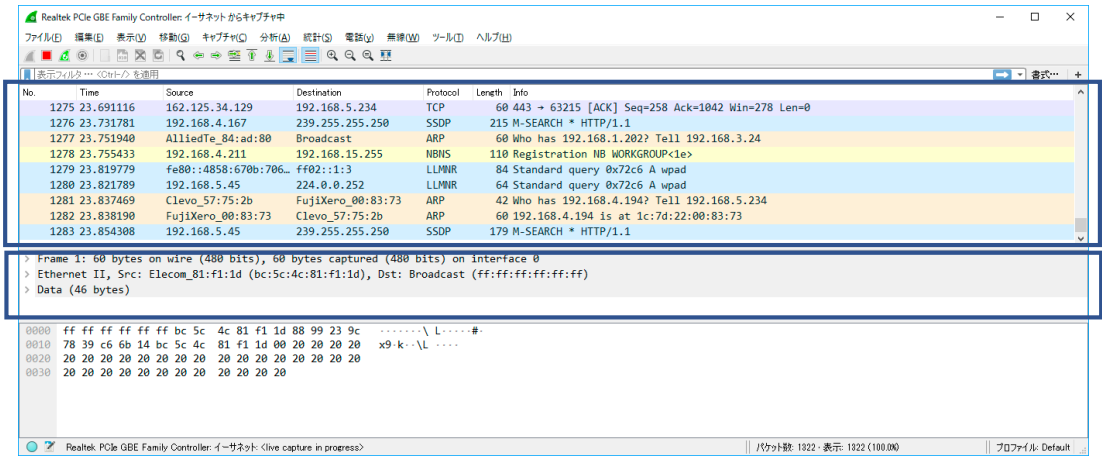 Realtek PCIe GBE Family Controller: イーサネット からキャプチャ中
ファイル(F) 編集(E) 表示(V) 移動(G) キャプチャ(C) 分析(A) 統計(S) 電話(y) 無線(W) ツール(T) ヘルプ(H)
表示フィルタ … <Ctrl-/> を適用 書式… +
No. Time Source Destination Protocol Length Info
1275 23.691116 162.125.34.129 192.168.5.234 TCP 60 443 → 63215 [ACK] Seq=258 Ack=1042 Win=278 Len=0
1276 23.731781 192.168.4.167 239.255.255.250 SSDP 215 M-SEARCH * HTTP/1.1
1277 23.751940 AlliedTe_84:ad:80 Broadcast ARP 60 Who has 192.168.1.202? Tell 192.168.3.24
1278 23.755433 192.168.4.211 192.168.15.255 NBNS 110 Registration NB WORKGROUP<1e>
1279 23.819779 fe80::4858:670b:706… ff02::1:3 LLMNR 84 Standard query 0x72c6 A wpad
1280 23.821789 192.168.5.45 224.0.0.252 LLMNR 64 Standard query 0x72c6 A wpad
1281 23.837469 Clevo_57:75:2b FujiXero_00:83:73 ARP 42 Who has 192.168.4.194? Tell 192.168.5.234
1282 23.838190 FujiXero_00:83:73 Clevo_57:75:2b ARP 60 192.168.4.194 is at 1c:7d:22:00:83:73
1283 23.854308 192.168.5.45 239.255.255.250 SSDP 179 M-SEARCH * HTTP/1.1
> Frame 1: 60 bytes on wire (480 bits), 60 bytes captured (480 bits) on interface 0
> Ethernet II, Src: Elecom_81:f1:1d (bc:5c:4c:81:f1:1d), Dst: Broadcast (ff:ff:ff:ff:ff:ff)
> Data (46 bytes)
0000 ff ff ff ff ff ff bc 5c 4c 81 f1 1d 88 99 23 9c ·······\ L·····#·
0010 78 39 c6 6b 14 bc 5c 4c 81 f1 1d 00 20 20 20 20 x9·k··\L ····
0020 20 20 20 20 20 20 20 20 20 20 20 20 20 20 20 20
0030 20 20 20 20 20 20 20 20 20 20 20 20
Realtek PCIe GBE Family Controller: イーサネット: <live capture in progress> パケット数: 1322 · 表示: 1322 (100.0%) プロファイル: Default